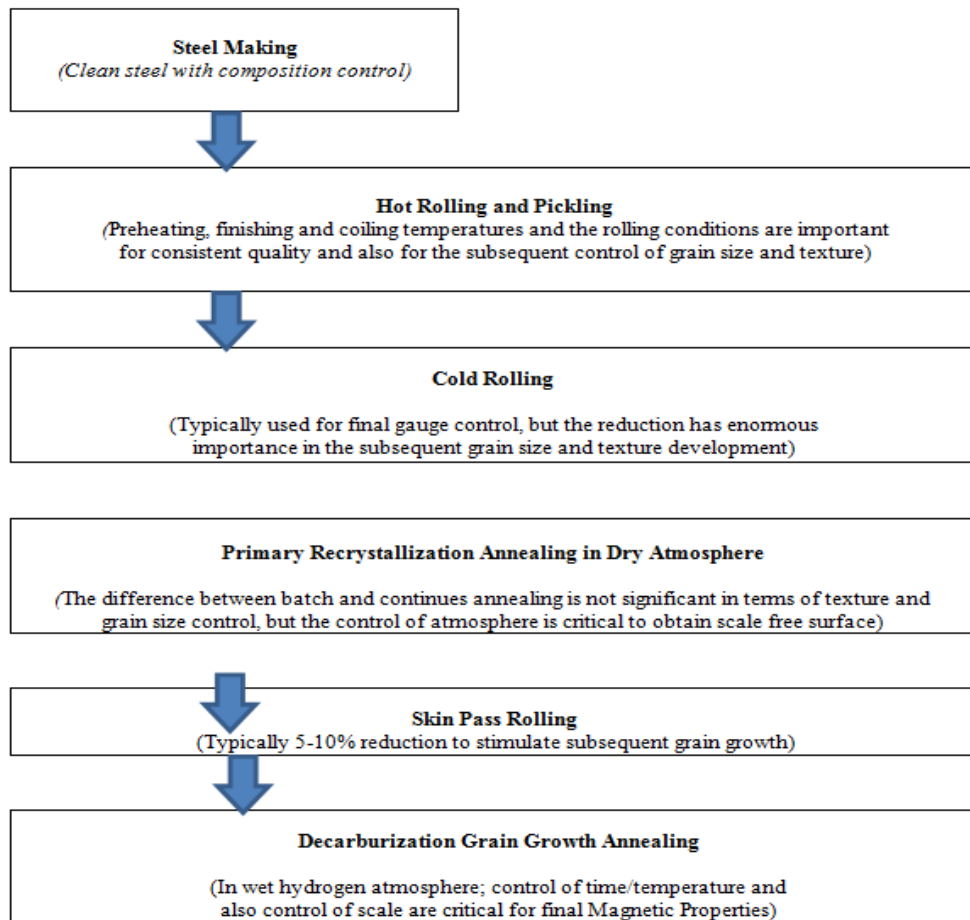 Steel Making
(Clean steel with composition control)
Hot Rolling and Pickling
(Preheating, finishing and coiling temperatures and the rolling conditions are important
for consistent quality and also for the subsequent control of grain size and texture)
Cold Rolling
(Typically used for final gauge control, but the reduction has enormous
importance in the subsequent grain size and texture development)
Primary Recrystallization Annealing in Dry Atmosphere
(The difference between batch and continues annealing is not significant in terms of texture and
grain size control, but the control of atmosphere is critical to obtain scale free surface)
Skin Pass Rolling
(Typically 5-10% reduction to stimulate subsequent grain growth)
Decarburization Grain Growth Annealing
(In wet hydrogen atmosphere; control of time/temperature and
also control of scale are critical for final Magnetic Properties)